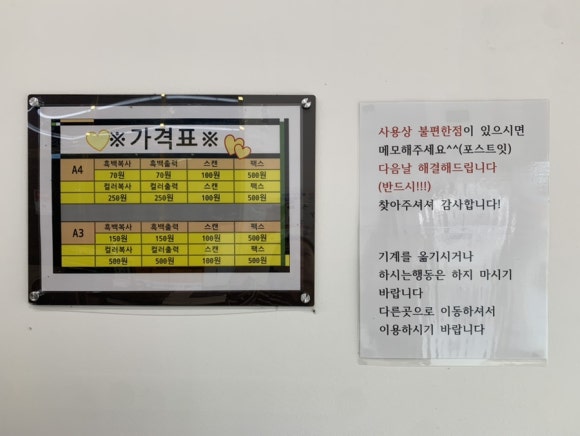 ※가격표※
A4 흑백복사 흑백출력 스캔 팩스
70원 70원 100원 500원
컬러복사 컬러출력 스캔 팩스
250원 250원 100원 500원
A3 흑백복사 흑백출력 스캔 팩스
150원 150원 100원 500원
컬러복사 컬러출력 스캔 팩스
500원 500원 100원 500원
사용상 불편한점이 있으시면
메모해주세요^^(포스트잇)
다음날 해결해드립니다
(반드시!!!)
찾아주셔셔 감사합니다!
기계를 옮기시거나
하시는행동은 하지 마시기
바랍니다
다른곳으로 이동하셔서
이용하시기 바랍니다